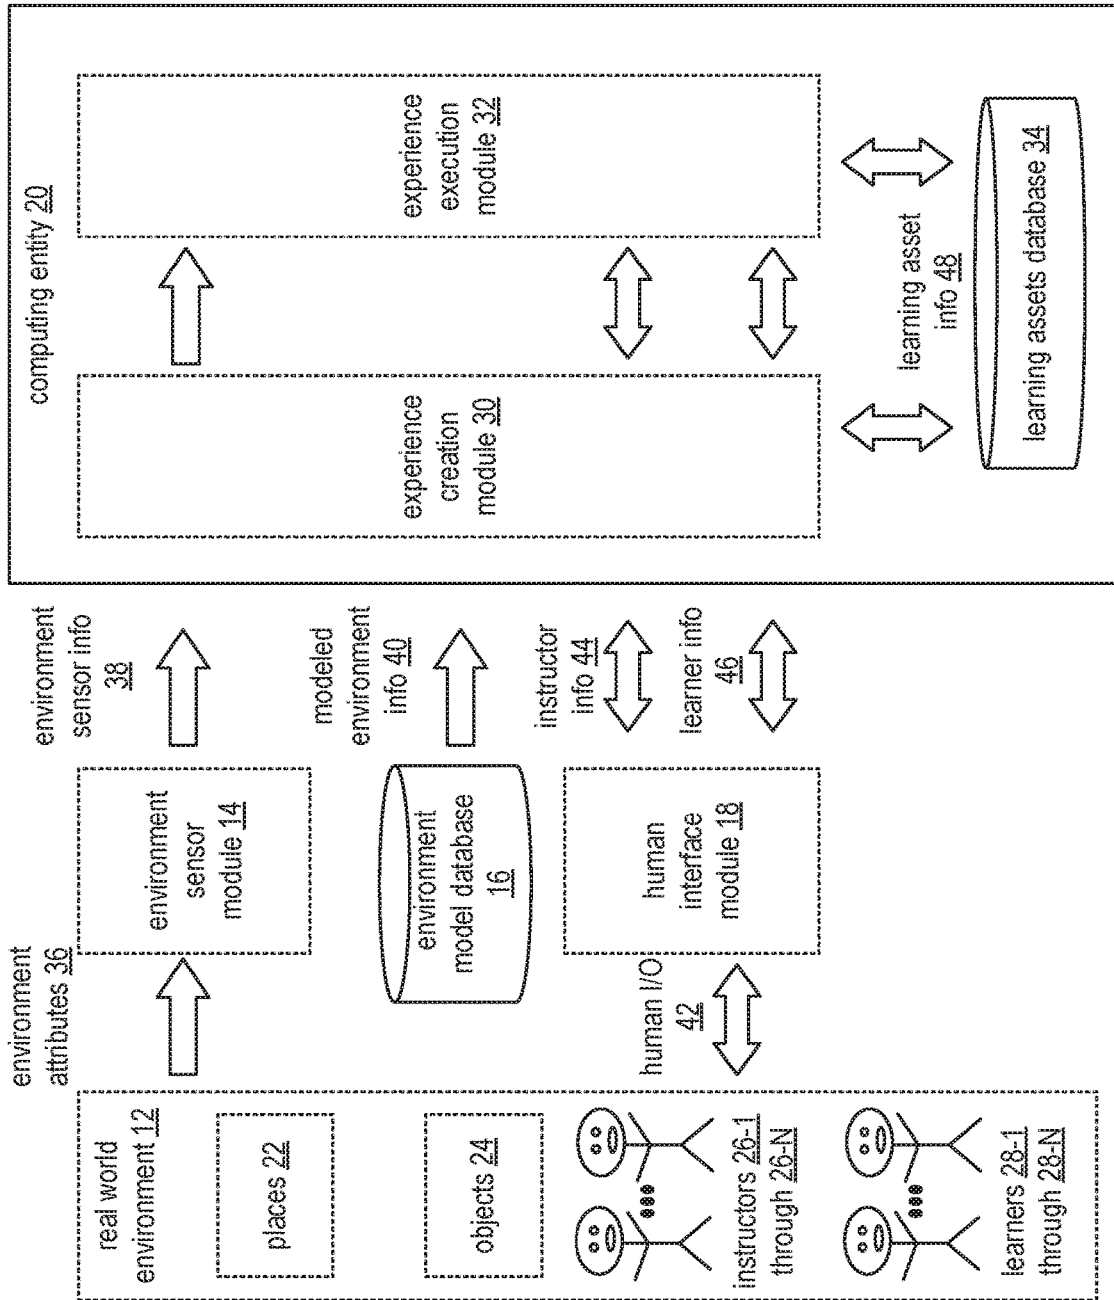 real world
environment 12
places 22
objects 24
instructors 26-1
through 26-N
learners 28-1
through 28-N
environment
attributes 36
human I/O
42
environment
sensor
module 14
environment
model database
16
human
interface
module 18
environment
sensor info
38
modeled
environment
info 40
instructor
info 44
learner info
46
computing entity 20
experience
creation
module 30
experience
execution
module 32
learning asset
info 48
learning assets database 34